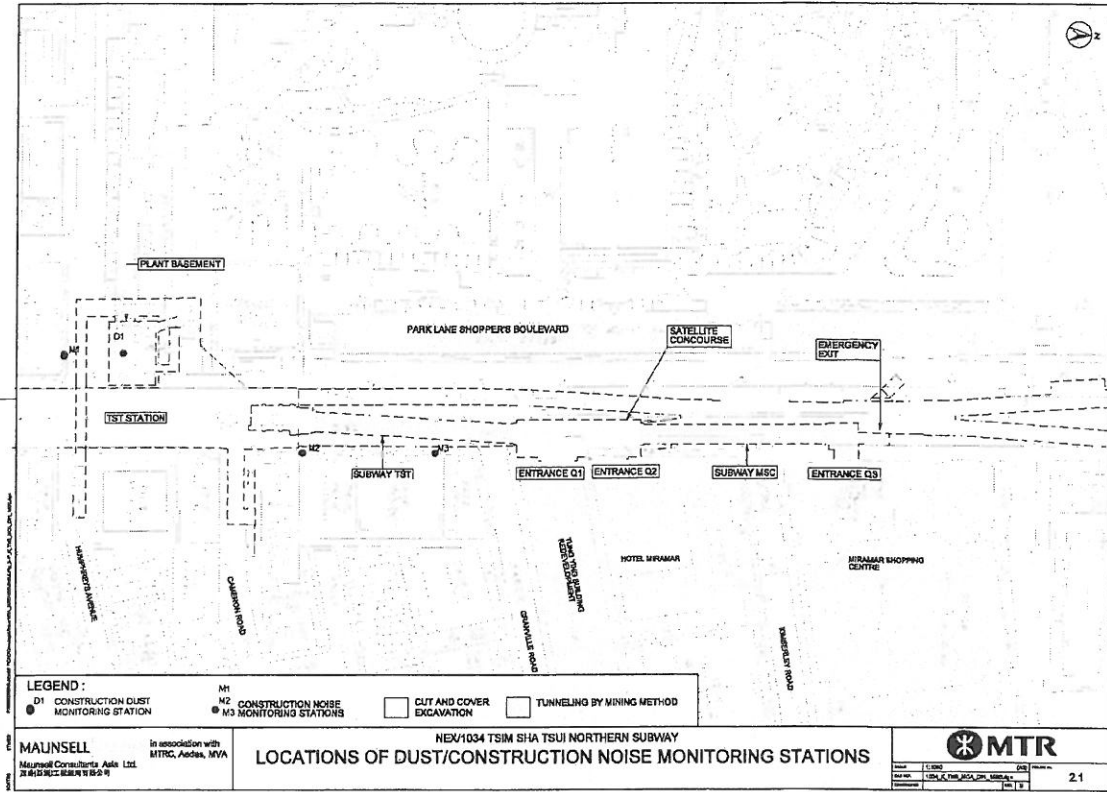 N
PLANT BASEMENT
PARK LANE SHOPPER'S BOULEVARD
SATELLITE
CONCOURSE
EMERGENCY
EXIT
M1
D1
TST STATION
M2
M3
SUBWAY TST
ENTRANCE Q1
ENTRANCE Q2
SUBWAY MSC
ENTRANCE Q3
HUMPHREYS AVENUE
CAMERON ROAD
GRANVILLE ROAD
TUNG YING BUILDING
REDEVELOPMENT
HOTEL MIRAMAR
KIMBERLEY ROAD
MIRAMAR SHOPPING
CENTRE
LEGEND :
D1 CONSTRUCTION DUST
MONITORING STATION
M1
M2 CONSTRUCTION NOISE
M3 MONITORING STATIONS
CUT AND COVER
EXCAVATION
TUNNELING BY MINING METHOD
MAUNSELL
Maunsell Consultants Asia Ltd.
in association with
MTRC, Aedas, MVA
NEX/1034 TSIM SHA TSUI NORTHERN SUBWAY
LOCATIONS OF DUST/CONSTRUCTION NOISE MONITORING STATIONS
MTR
2.1